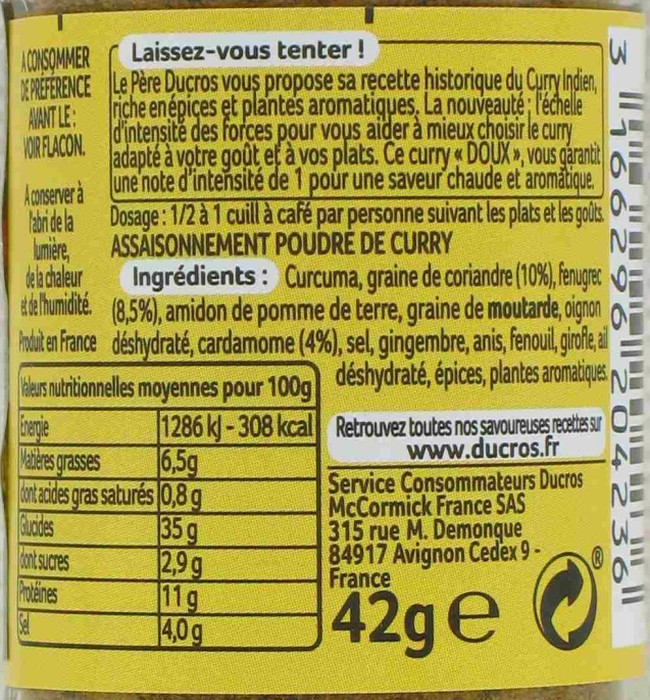 A CONSOMMER
DE PRÉFÉRENCE
AVANT LE :
VOIR FLACON.
A conserver à
l'abri de la
lumière,
de la chaleur
et de l'humidité.
Produit en France
Laissez-vous tenter !
Le Père Ducros vous propose sa recette historique du Curry Indien,
riche en épices et plantes aromatiques. La nouveauté : l'échelle
d'intensité des forces pour vous aider à mieux choisir le curry
adapté à votre goût et à vos plats. Ce curry « DOUX », vous garantit
une note d'intensité de 1 pour une saveur chaude et aromatique.
Dosage : 1/2 à 1 cuill à café par personne suivant les plats et les goûts.
ASSAISONNEMENT POUDRE DE CURRY
Ingrédients : Curcuma, graine de coriandre (10%), fenugrec
(8,5%), amidon de pomme de terre, graine de moutarde, oignon
déshydraté, cardamome (4%), sel, gingembre, anis, fenouil, girofle, ail
déshydraté, épices, plantes aromatiques.
Valeurs nutritionnelles moyennes pour 100g
Energie 1286 kJ - 308 kcal
Matières grasses 6,5g
dont acides gras saturés 0,8 g
Glucides 35 g
dont sucres 2,9 g
Protéines 11 g
Sel 4,0 g
Retrouvez toutes nos savoureuses recettes sur
www.ducros.fr
Service Consommateurs Ducros
McCormick France SAS
315 rue M. Demonque
84917 Avignon Cedex 9 -
France
42g e
®
3 166296 204236